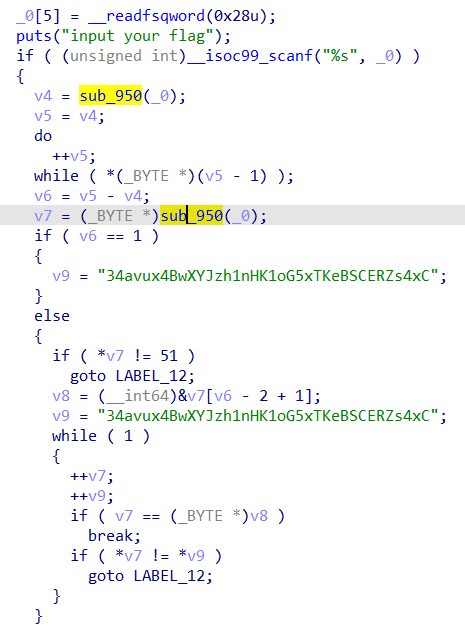 _0[5] = __readfsqword(0x28u);
puts("input your flag");
if ( (unsigned int)__isoc99_scanf("%s", _0) )
{
v4 = sub_950(_0);
v5 = v4;
do
++v5;
while ( *(_BYTE *)(v5 - 1) );
v6 = v5 - v4;
v7 = (_BYTE *)sub_950(_0);
if ( v6 == 1 )
{
v9 = "34avux4BwXYJzh1nHK1oG5xTKeBSCERZs4xC";
}
else
{
if ( *v7 != 51 )
goto LABEL_12;
v8 = (__int64)&v7[v6 - 2 + 1];
v9 = "34avux4BwXYJzh1nHK1oG5xTKeBSCERZs4xC";
while ( 1 )
{
++v7;
++v9;
if ( v7 == (_BYTE *)v8 )
break;
if ( *v7 != *v9 )
goto LABEL_12;
}
}